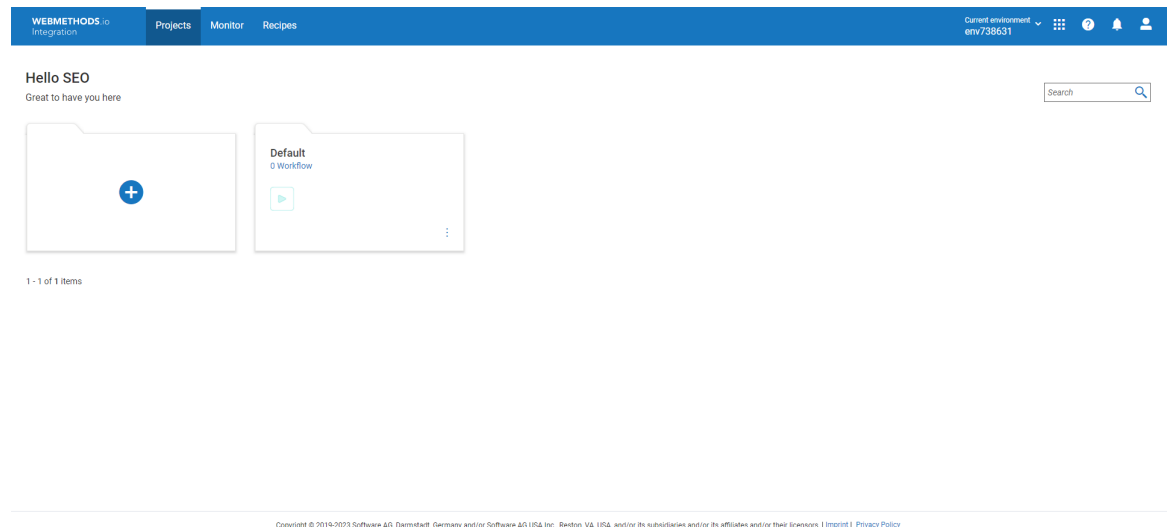 WEBMETHODS.io
Integration
Projects Monitor Recipes
Current environment
env738631
Hello SEO
Great to have you here
Search
Default
0 Workflow
1 - 1 of 1 items
Copyright © 2019-2023 Software AG, Darmstadt, Germany and/or Software AG USA Inc., Reston, VA, USA, and/or its subsidiaries and/or its affiliates and/or their licensors. | Imprint | Privacy Policy